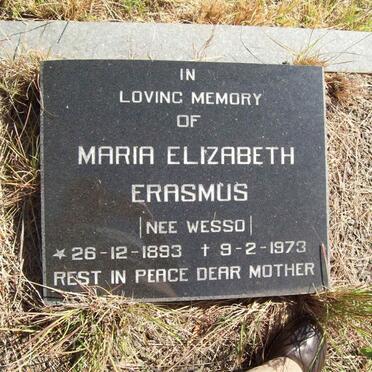 IN
LOVING MEMORY
OF
MARIA ELIZABETH
ERASMUS
|NEE WESSO|
* 26-12-1893 † 9-2-1973
REST IN PEACE DEAR MOTHER